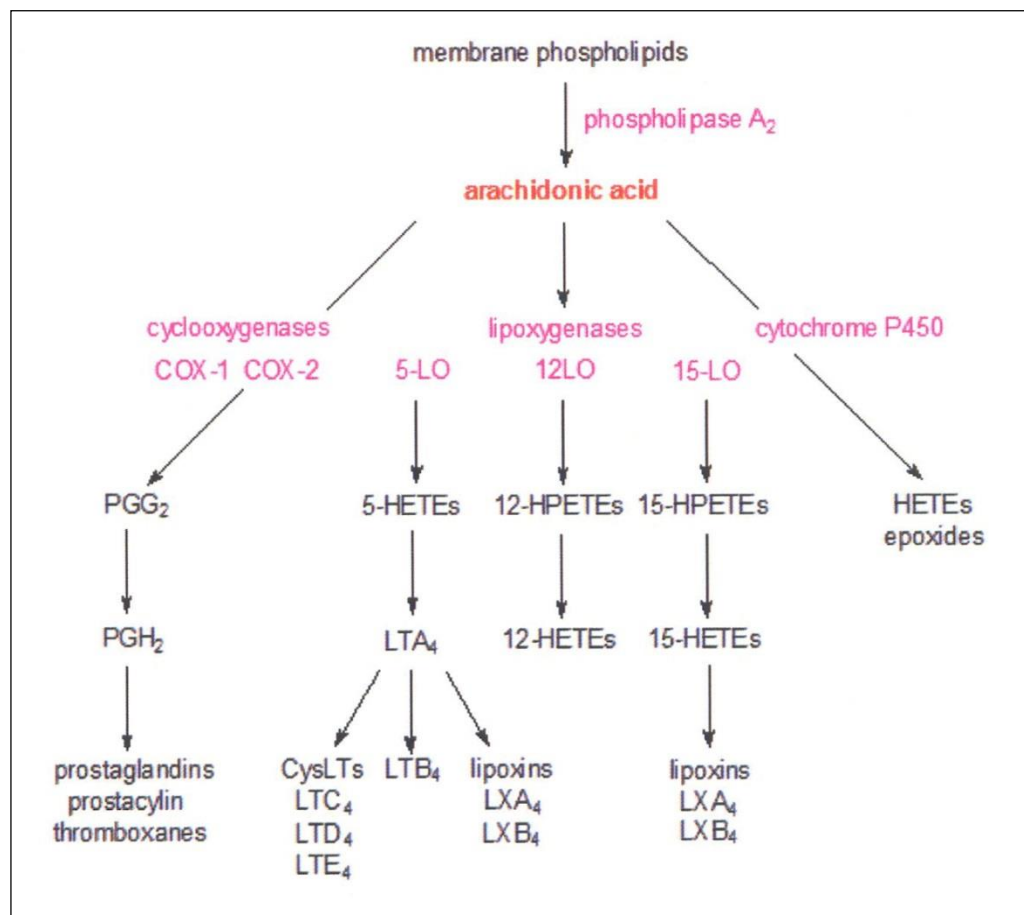 membrane phospholipids
phospholipase A₂
arachidonic acid
cyclooxygenases lipoxygenases cytochrome P450
COX-1 COX-2 5-LO 12LO 15-LO
PGG₂ 5-HETEs 12-HPETEs 15-HPETEs HETEs
epoxides
PGH₂ LTA₄ 12-HETEs 15-HETEs
prostaglandins CysLTs LTB₄ lipoxins lipoxins
prostacylin LTC₄ LXA₄ LXA₄
thromboxanes LTD₄ LXB₄ LXB₄
LTE₄